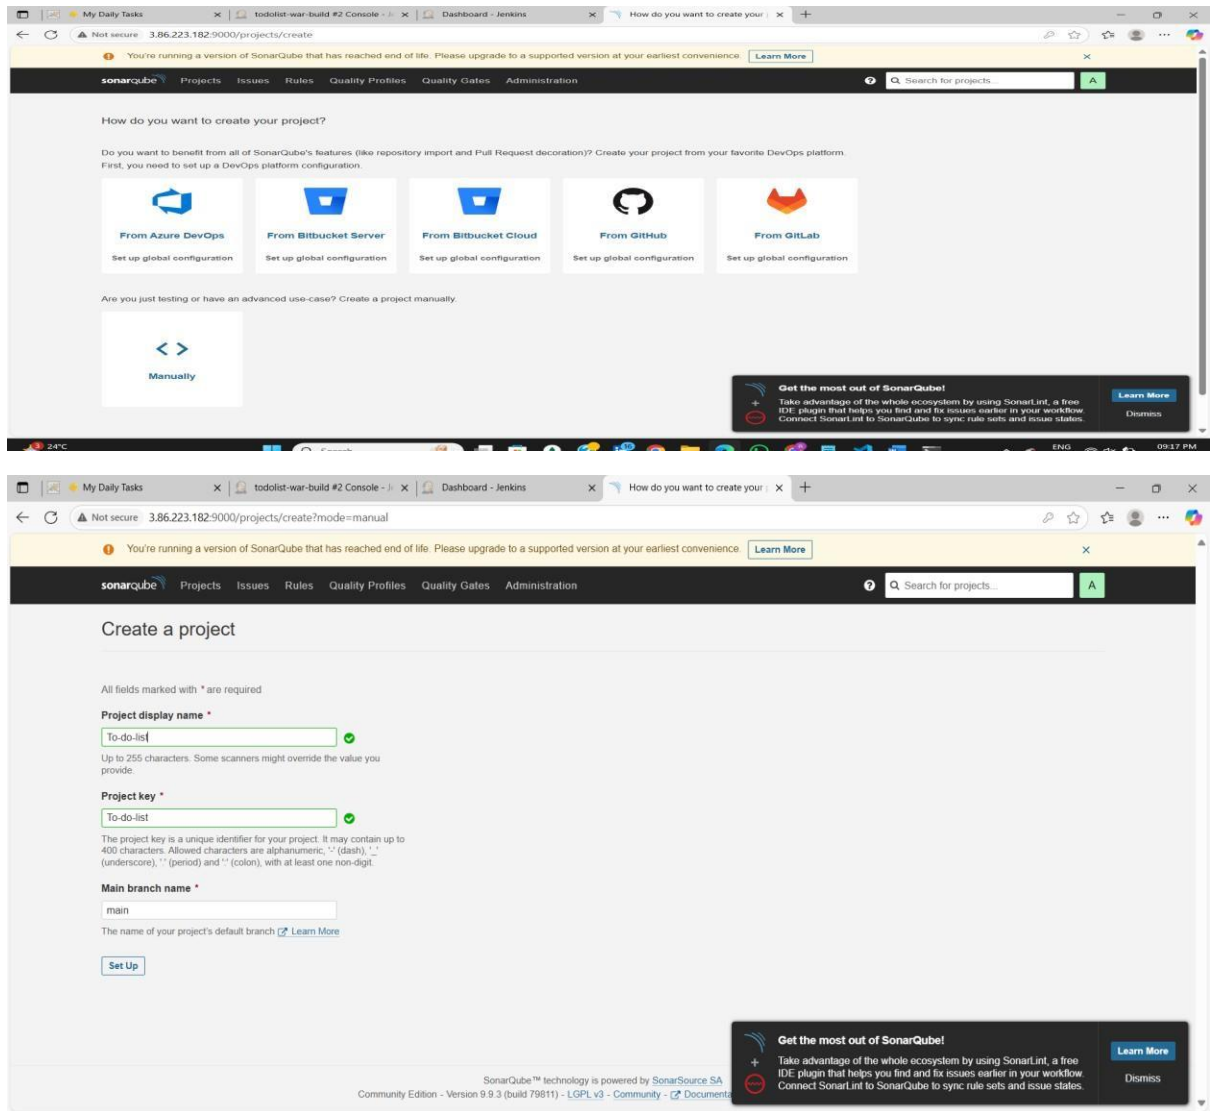 My Daily Tasks
todolist-war-build #2 Console - Je
Dashboard - Jenkins
How do you want to create your p
Not secure 3.86.223.182:9000/projects/create
You're running a version of SonarQube that has reached end of life. Please upgrade to a supported version at your earliest convenience. Learn More
sonarqube Projects Issues Rules Quality Profiles Quality Gates Administration
Search for projects...
A
How do you want to create your project?
Do you want to benefit from all of SonarQube's features (like repository import and Pull Request decoration)? Create your project from your favorite DevOps platform.
First, you need to set up a DevOps platform configuration.
From Azure DevOps From Bitbucket Server From Bitbucket Cloud From GitHub From GitLab
Set up global configuration Set up global configuration Set up global configuration Set up global configuration Set up global configuration
Are you just testing or have an advanced use-case? Create a project manually.
< >
Manually
Get the most out of SonarQube!
Take advantage of the whole ecosystem by using SonarLint, a free
IDE plugin that helps you find and fix issues earlier in your workflow.
Connect SonarLint to SonarQube to sync rule sets and issue states.
Learn More
Dismiss
3 24°C
Search
ENG
09:17 PM
My Daily Tasks
todolist-war-build #2 Console - Je
Dashboard - Jenkins
How do you want to create your p
Not secure 3.86.223.182:9000/projects/create?mode=manual
You're running a version of SonarQube that has reached end of life. Please upgrade to a supported version at your earliest convenience. Learn More
sonarqube Projects Issues Rules Quality Profiles Quality Gates Administration
Search for projects...
A
Create a project
All fields marked with * are required
Project display name *
To-do-list
Up to 255 characters. Some scanners might override the value you
provide.
Project key *
To-do-list
The project key is a unique identifier for your project. It may contain up to
400 characters. Allowed characters are alphanumeric, '-' (dash), '_'
(underscore), '.' (period) and ':' (colon), with at least one non-digit.
Main branch name *
main
The name of your project's default branch Learn More
Set Up
Get the most out of SonarQube!
Take advantage of the whole ecosystem by using SonarLint, a free
IDE plugin that helps you find and fix issues earlier in your workflow.
Connect SonarLint to SonarQube to sync rule sets and issue states.
Learn More
Dismiss
SonarQube™ technology is powered by SonarSource SA
Community Edition - Version 9.9.3 (build 79811) - LGPL v3 - Community - Documenta